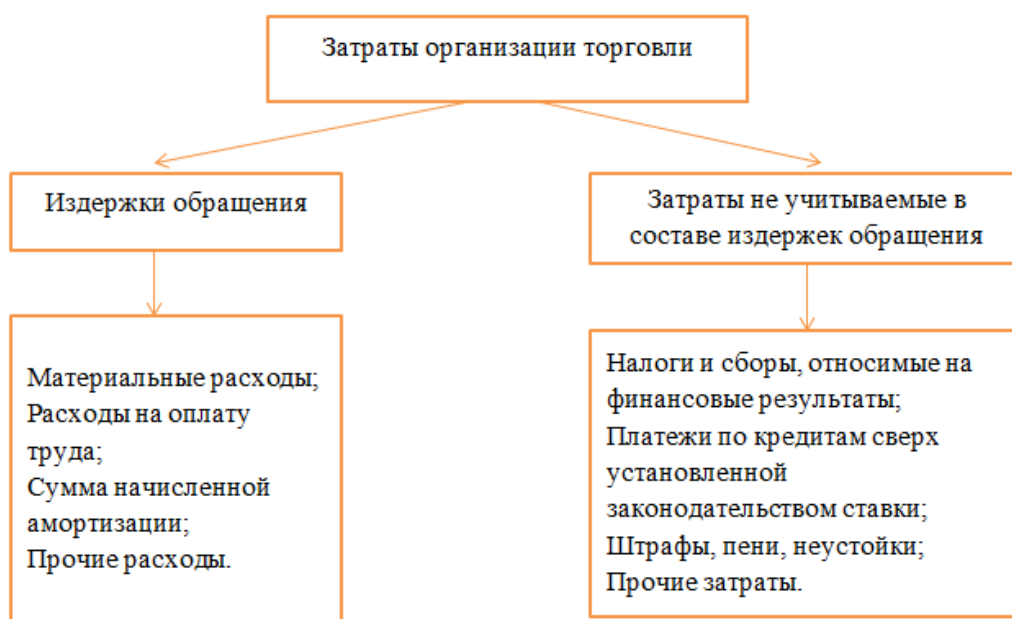 Затраты организации торговли
Издержки обращения
Затраты не учитываемые в
составе издержек обращения
Материальные расходы;
Расходы на оплату
труда;
Сумма начисленной
амортизации;
Прочие расходы.
Налоги и сборы, относимые на
финансовые результаты;
Платежи по кредитам сверх
установленной
законодательством ставки;
Штрафы, пени, неустойки;
Прочие затраты.